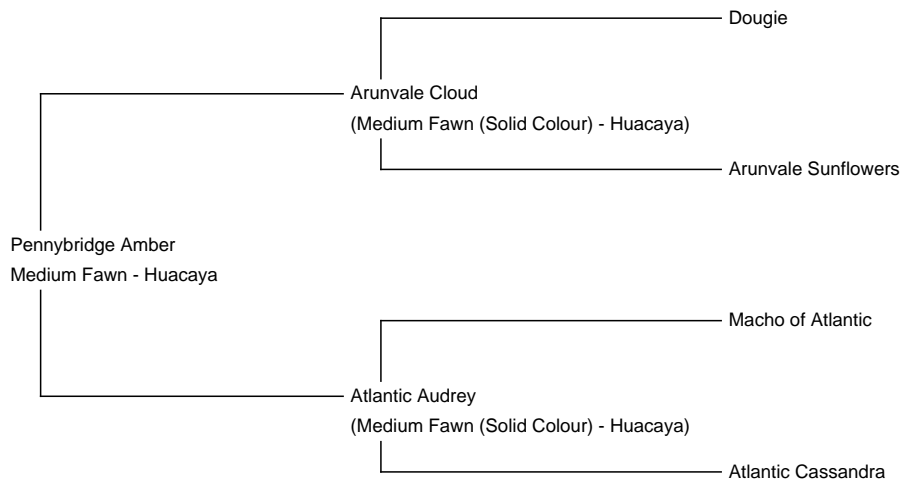 Dougie
Arunvale Cloud
(Medium Fawn (Solid Colour) - Huacaya)
Arunvale Sunflowers
Pennybridge Amber
Medium Fawn - Huacaya
Macho of Atlantic
Atlantic Audrey
(Medium Fawn (Solid Colour) - Huacaya)
Atlantic Cassandra